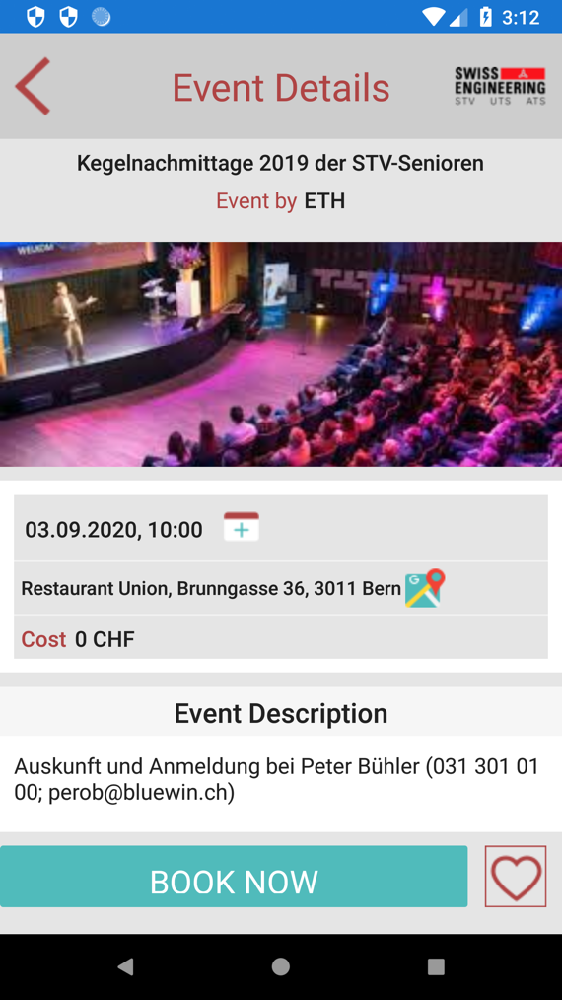 3:12
Event Details
SWISS
ENGINEERING
STV UTS ATS
Kegelnachmittage 2019 der STV-Senioren
Event by ETH
WELKOM
03.09.2020, 10:00
G
Restaurant Union, Brunngasse 36, 3011 Bern
Cost 0 CHF
Event Description
Auskunft und Anmeldung bei Peter Bühler (031 301 01
00; perob@bluewin.ch)
BOOK NOW